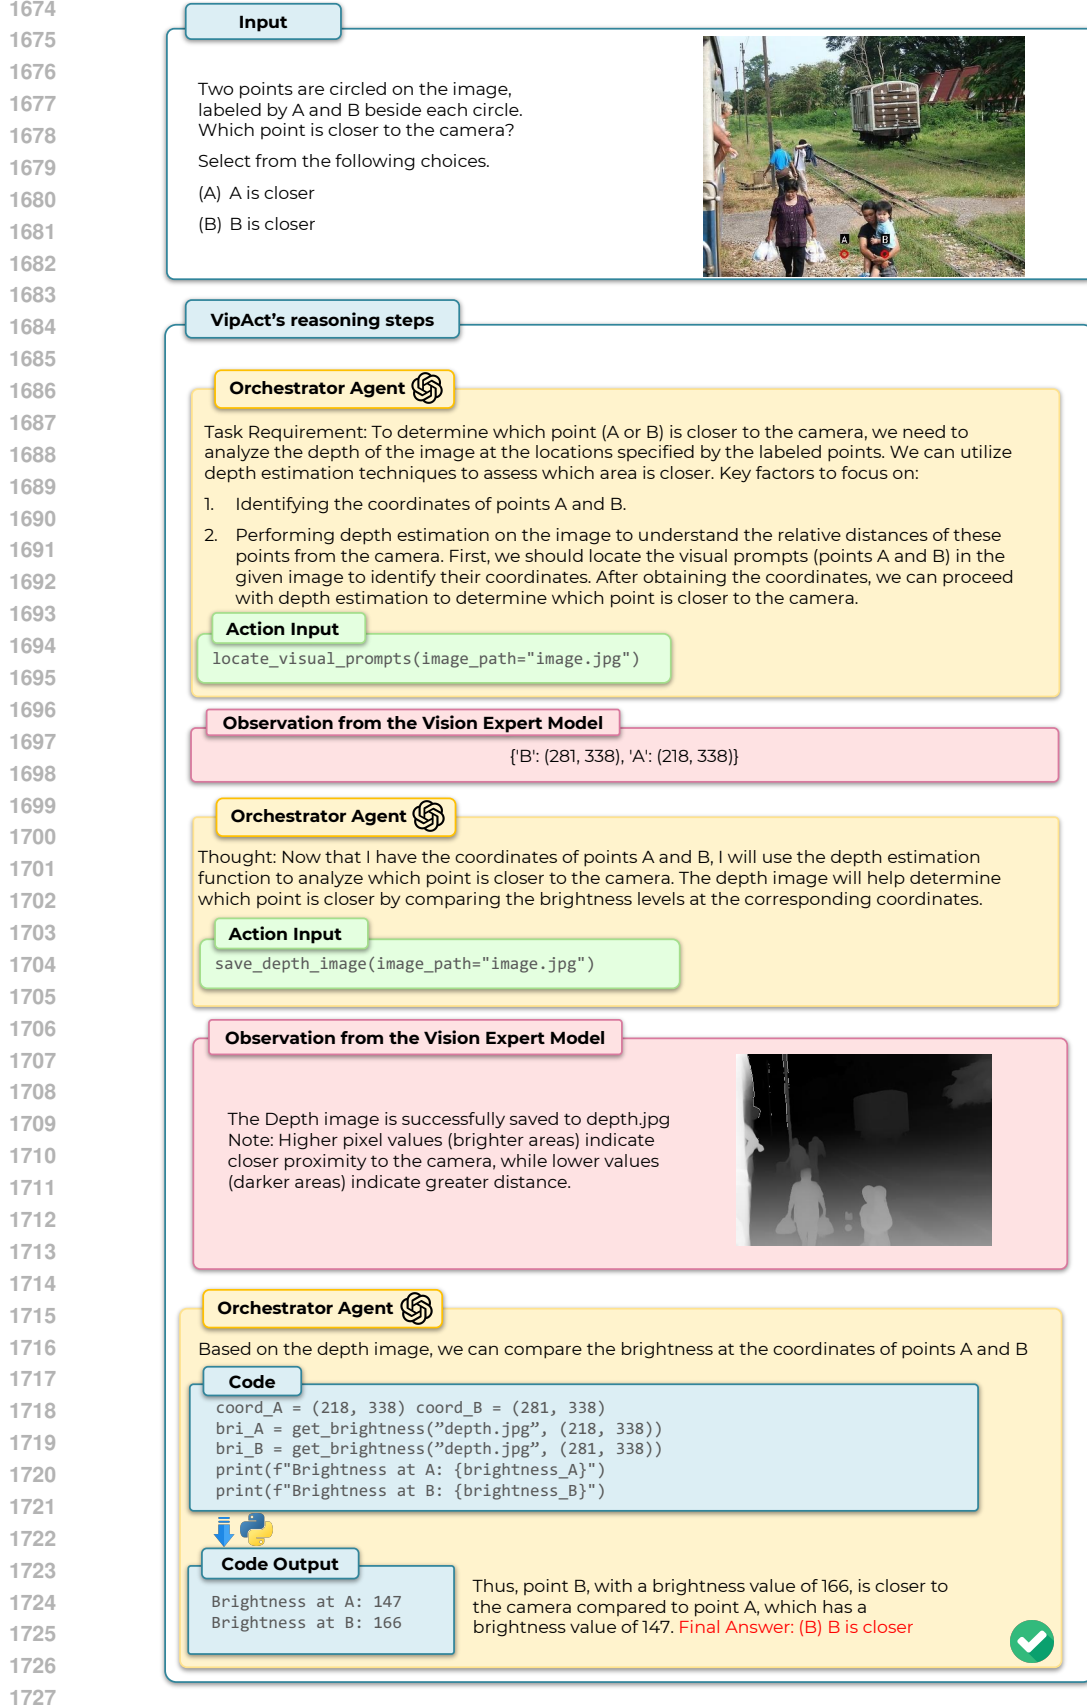 1674
1675
1676
1677
1678
1679
1680
1681
1682
1683
1684
1685
1686
1687
1688
1689
1690
1691
1692
1693
1694
1695
1696
1697
1698
1699
1700
1701
1702
1703
1704
1705
1706
1707
1708
1709
1710
1711
1712
1713
1714
1715
1716
1717
1718
1719
1720
1721
1722
1723
1724
1725
1726
1727
Input
Two points are circled on the image,
labeled by A and B beside each circle.
Which point is closer to the camera?
Select from the following choices.
(A) A is closer
(B) B is closer
A B
VipAct's reasoning steps
Orchestrator Agent
Task Requirement: To determine which point (A or B) is closer to the camera, we need to
analyze the depth of the image at the locations specified by the labeled points. We can utilize
depth estimation techniques to assess which area is closer. Key factors to focus on:
1. Identifying the coordinates of points A and B.
2. Performing depth estimation on the image to understand the relative distances of these
points from the camera. First, we should locate the visual prompts (points A and B) in the
given image to identify their coordinates. After obtaining the coordinates, we can proceed
with depth estimation to determine which point is closer to the camera.
Action Input
locate_visual_prompts(image_path="image.jpg")
Observation from the Vision Expert Model
{'B': (281, 338), 'A': (218, 338)}
Orchestrator Agent
Thought: Now that I have the coordinates of points A and B, I will use the depth estimation
function to analyze which point is closer to the camera. The depth image will help determine
which point is closer by comparing the brightness levels at the corresponding coordinates.
Action Input
save_depth_image(image_path="image.jpg")
Observation from the Vision Expert Model
The Depth image is successfully saved to depth.jpg
Note: Higher pixel values (brighter areas) indicate
closer proximity to the camera, while lower values
(darker areas) indicate greater distance.
Orchestrator Agent
Based on the depth image, we can compare the brightness at the coordinates of points A and B
Code
coord_A = (218, 338) coord_B = (281, 338)
bri_A = get_brightness(”depth.jpg", (218, 338))
bri_B = get_brightness(”depth.jpg", (281, 338))
print(f"Brightness at A: {brightness_A}")
print(f"Brightness at B: {brightness_B}")
Code Output
Brightness at A: 147
Brightness at B: 166
Thus, point B, with a brightness value of 166, is closer to
the camera compared to point A, which has a
brightness value of 147. Final Answer: (B) B is closer